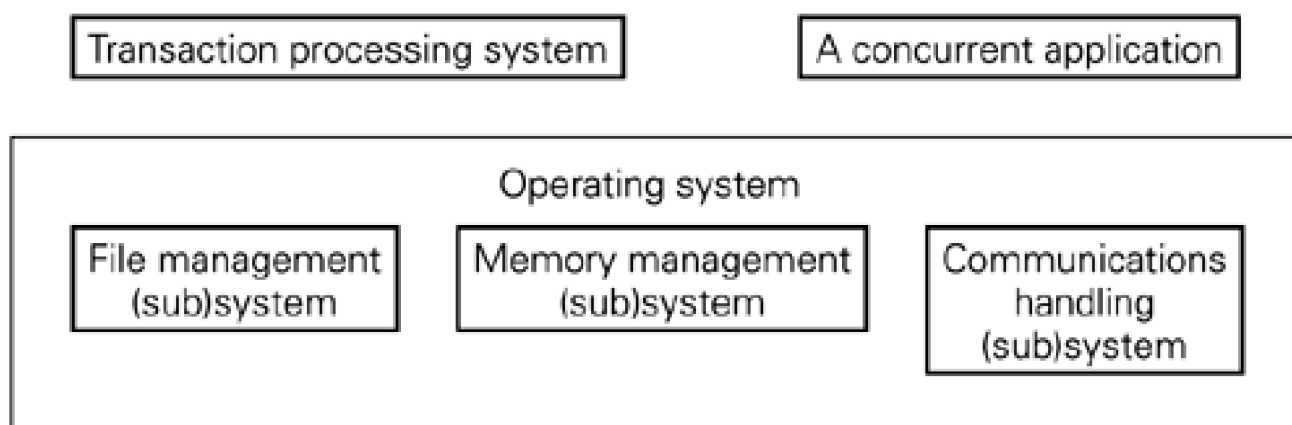 Transaction processing system
A concurrent application
Operating system
File management
(sub)system
Memory management
(sub)system
Communications
handling
(sub)system